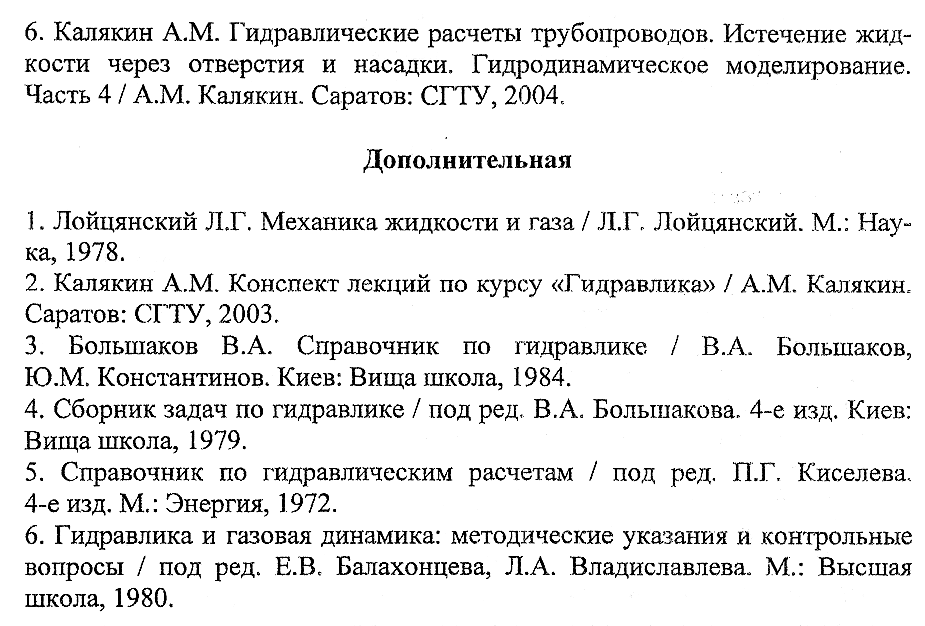 6. Калякин А.М. Гидравлические расчеты трубопроводов. Истечение жид-
кости через отверстия и насадки. Гидродинамическое моделирование.
Часть 4 / А.М. Калякин. Саратов: СГТУ, 2004.
Дополнительная
1. Лойцянский Л.Г. Механика жидкости и газа / Л.Г. Лойцянский. М.: Нау-
ка, 1978.
2. Калякин А.М. Конспект лекций по курсу «Гидравлика» / А.М. Калякин.
Саратов: СГТУ, 2003.
3. Большаков В.А. Справочник по гидравлике / В.А. Большаков,
Ю.М. Константинов. Киев: Вища школа, 1984.
4. Сборник задач по гидравлике / под ред. В.А. Большакова. 4-е изд. Киев:
Вища школа, 1979.
5. Справочник по гидравлическим расчетам / под ред. П.Г. Киселева.
4-е изд. М.: Энергия, 1972.
6. Гидравлика и газовая динамика: методические указания и контрольные
вопросы / под ред. Е.В. Балахонцева, Л.А. Владиславлева. М.: Высшая
школа, 1980.